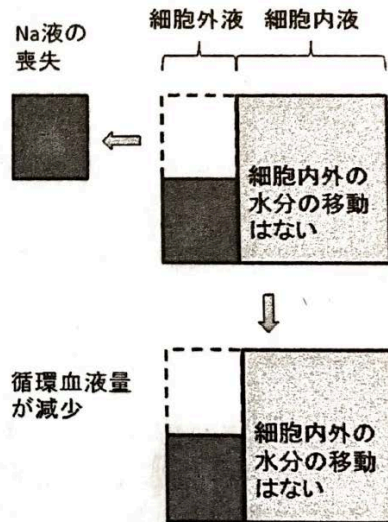 Na液の
喪失
細胞外液
細胞内液
細胞内外の
水分の移動
はない
循環血液量
が減少
細胞内外の
水分の移動
はない